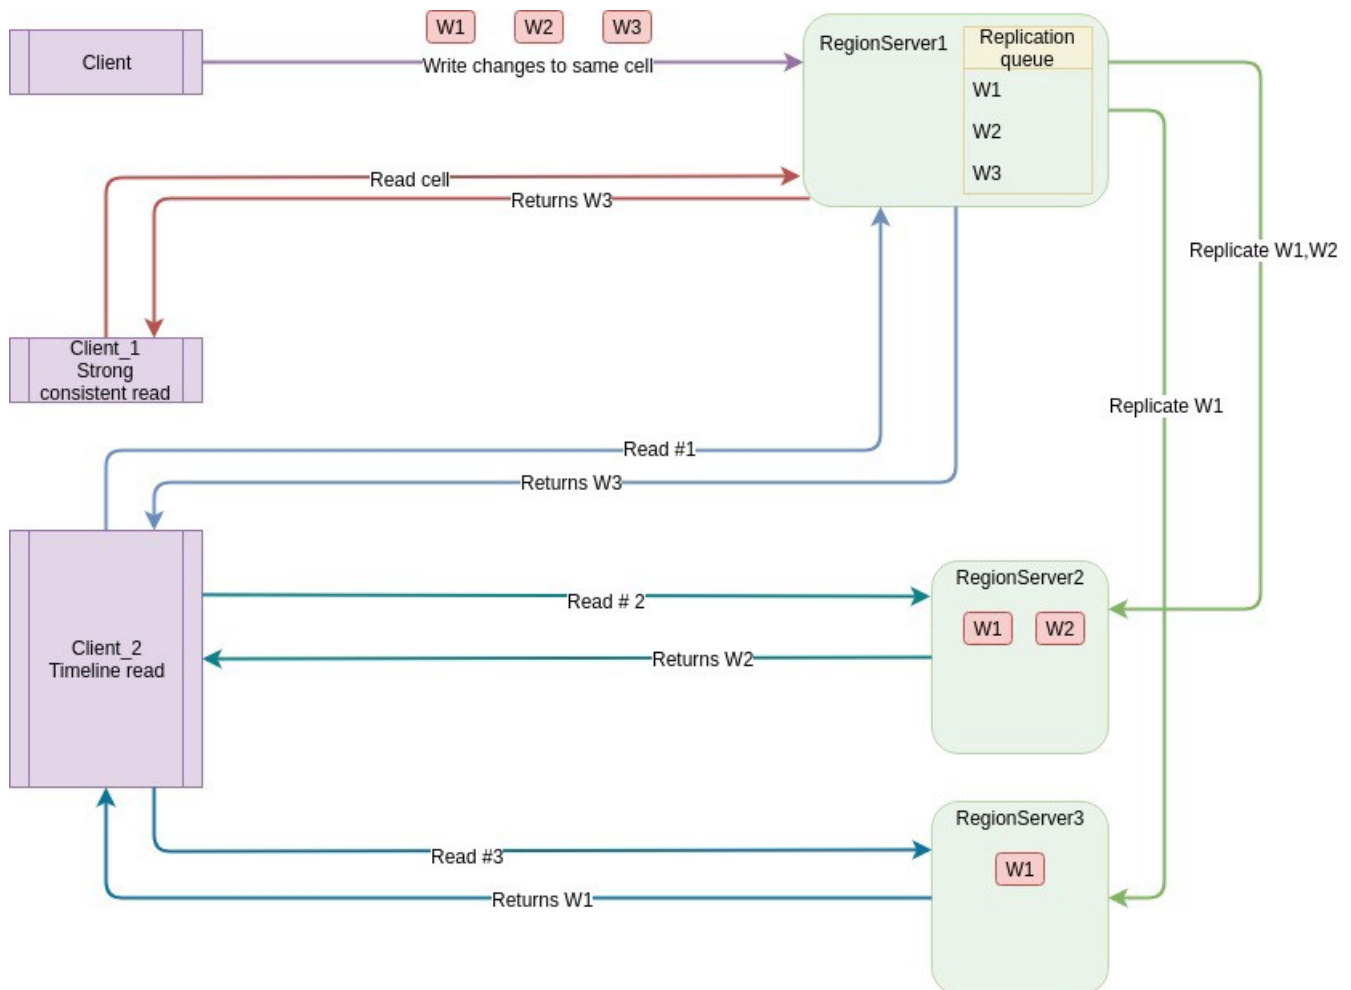 W1 W2 W3
Client
Write changes to same cell
RegionServer1
Replication
queue
W1
W2
W3
Read cell
Returns W3
Replicate W1,W2
Client_1
Strong
consistent read
Replicate W1
Read #1
Returns W3
RegionServer2
W1 W2
Read # 2
Returns W2
Client_2
Timeline read
RegionServer3
W1
Read #3
Returns W1